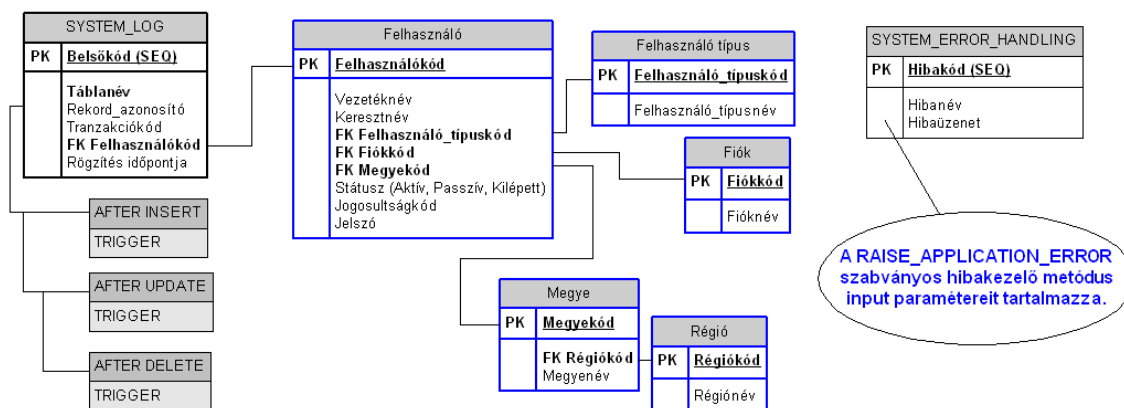 SYSTEM_LOG
PK Belsőkód (SEQ)
Táblanév
Rekord_azonosító
Tranzakciókód
FK Felhasználókód
Rögzítés időpontja
AFTER INSERT
TRIGGER
AFTER UPDATE
TRIGGER
AFTER DELETE
TRIGGER
Felhasználó
PK Felhasználókód
Vezetéknév
Keresztnév
FK Felhasználó_típuskód
FK Fiókkód
FK Megyekód
Státusz (Aktív, Passzív, Kilépett)
Jogosultságkód
Jelszó
Felhasználó típus
PK Felhasználó_típuskód
Felhasználó_típusnév
Fiók
PK Fiókkód
Fióknév
Megye
PK Megyekód
FK Régiókód
Megyenév
Régió
PK Régiókód
Régiónév
SYSTEM_ERROR_HANDLING
PK Hibakód (SEQ)
Hibanév
Hibaüzenet
A RAISE_APPLICATION_ERROR
szabványos hibakezelő metódus
input paramétereit tartalmazza.